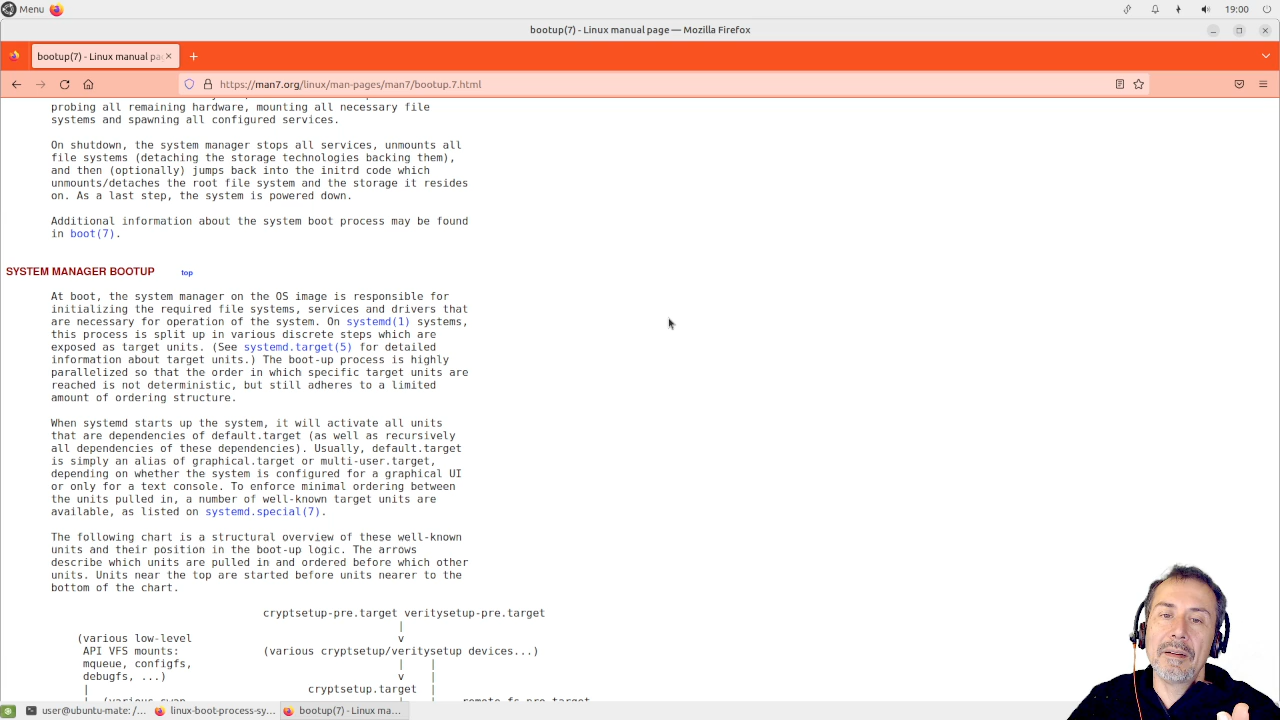 Menu
19:00
bootup(7) - Linux manual page — Mozilla Firefox
bootup(7) - Linux manual pa
https://man7.org/linux/man-pages/man7/bootup.7.html
probing all remaining hardware, mounting all necessary file
systems and spawning all configured services.
On shutdown, the system manager stops all services, unmounts all
file systems (detaching the storage technologies backing them),
and then (optionally) jumps back into the initrd code which
unmounts/detaches the root file system and the storage it resides
on. As a last step, the system is powered down.
Additional information about the system boot process may be found
in boot(7).
SYSTEM MANAGER BOOTUP top
At boot, the system manager on the OS image is responsible for
initializing the required file systems, services and drivers that
are necessary for operation of the system. On systemd(1) systems,
this process is split up in various discrete steps which are
exposed as target units. (See systemd.target(5) for detailed
information about target units.) The boot-up process is highly
parallelized so that the order in which specific target units are
reached is not deterministic, but still adheres to a limited
amount of ordering structure.
When systemd starts up the system, it will activate all units
that are dependencies of default.target (as well as recursively
all dependencies of these dependencies). Usually, default.target
is simply an alias of graphical.target or multi-user.target,
depending on whether the system is configured for a graphical UI
or only for a text console. To enforce minimal ordering between
the units pulled in, a number of well-known target units are
available, as listed on systemd.special(7).
The following chart is a structural overview of these well-known
units and their position in the boot-up logic. The arrows
describe which units are pulled in and ordered before which other
units. Units near the top are started before units nearer to the
bottom of the chart.
cryptsetup-pre.target veritysetup-pre.target
|
(various low-level v
API VFS mounts: (various cryptsetup/veritysetup devices...)
mqueue, configfs, | |
debugfs, ...) v |
| cryptsetup.target |
| (various swap remote-fs-pre.target
user@ubuntu-mate: /...
linux-boot-process-sy...
bootup(7) - Linux ma...